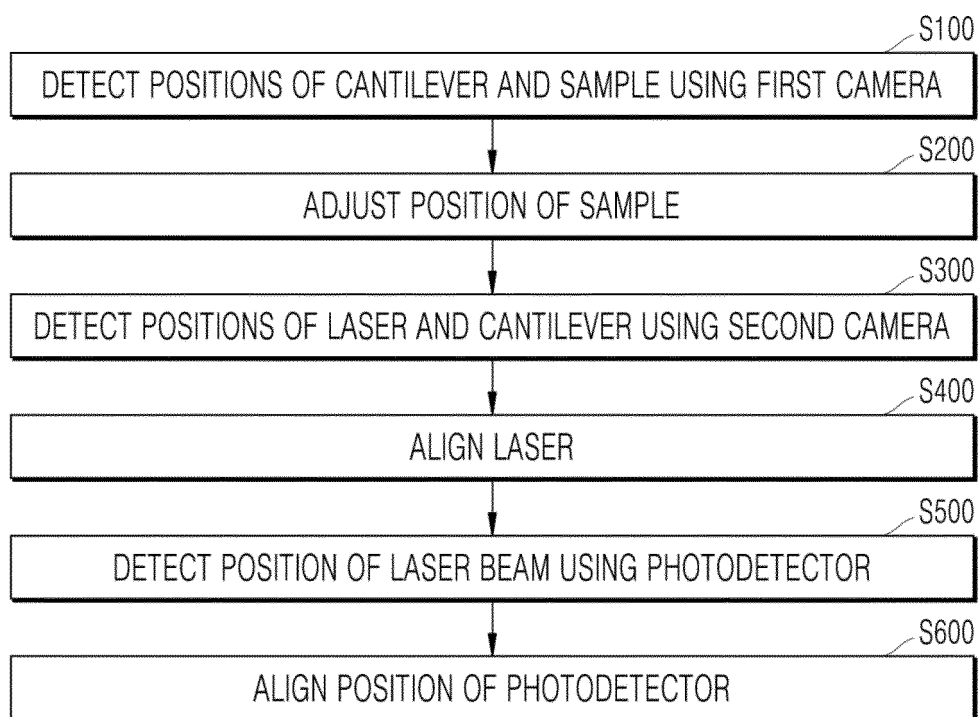 S100
DETECT POSITIONS OF CANTILEVER AND SAMPLE USING FIRST CAMERA
S200
ADJUST POSITION OF SAMPLE
S300
DETECT POSITIONS OF LASER AND CANTILEVER USING SECOND CAMERA
S400
ALIGN LASER
S500
DETECT POSITION OF LASER BEAM USING PHOTODETECTOR
S600
ALIGN POSITION OF PHOTODETECTOR